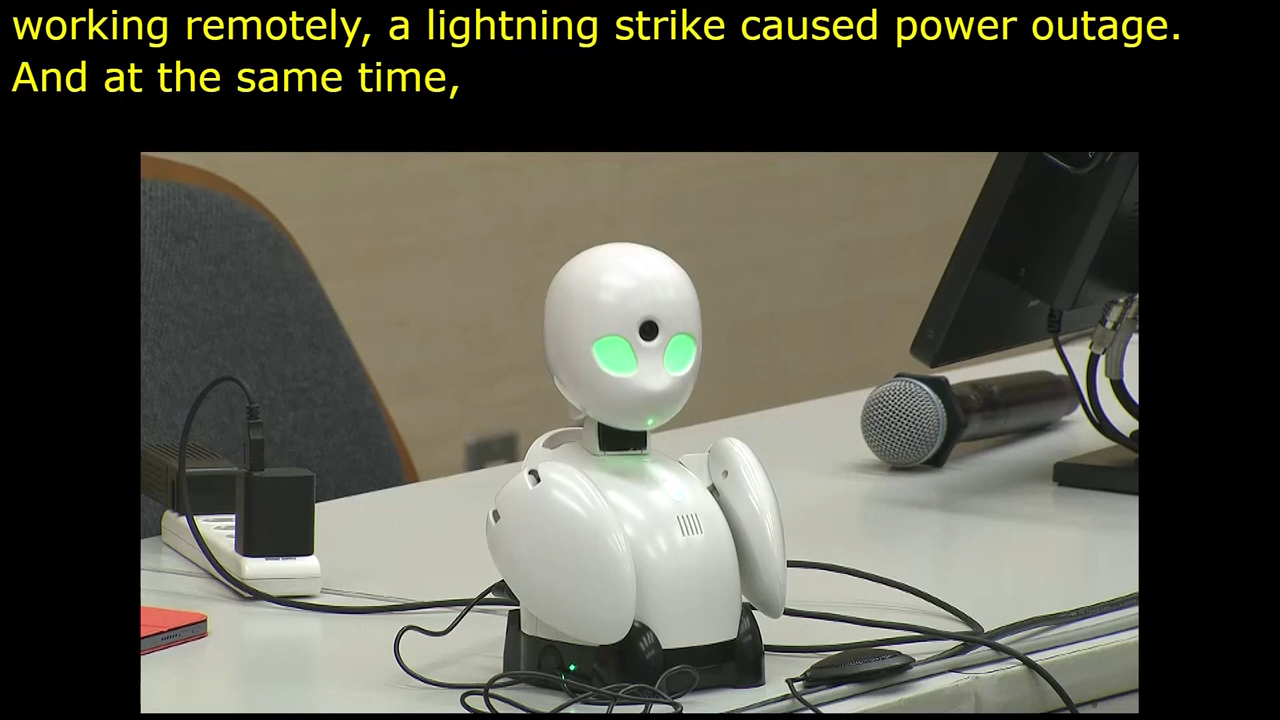 working remotely, a lightning strike caused power outage.
And at the same time,